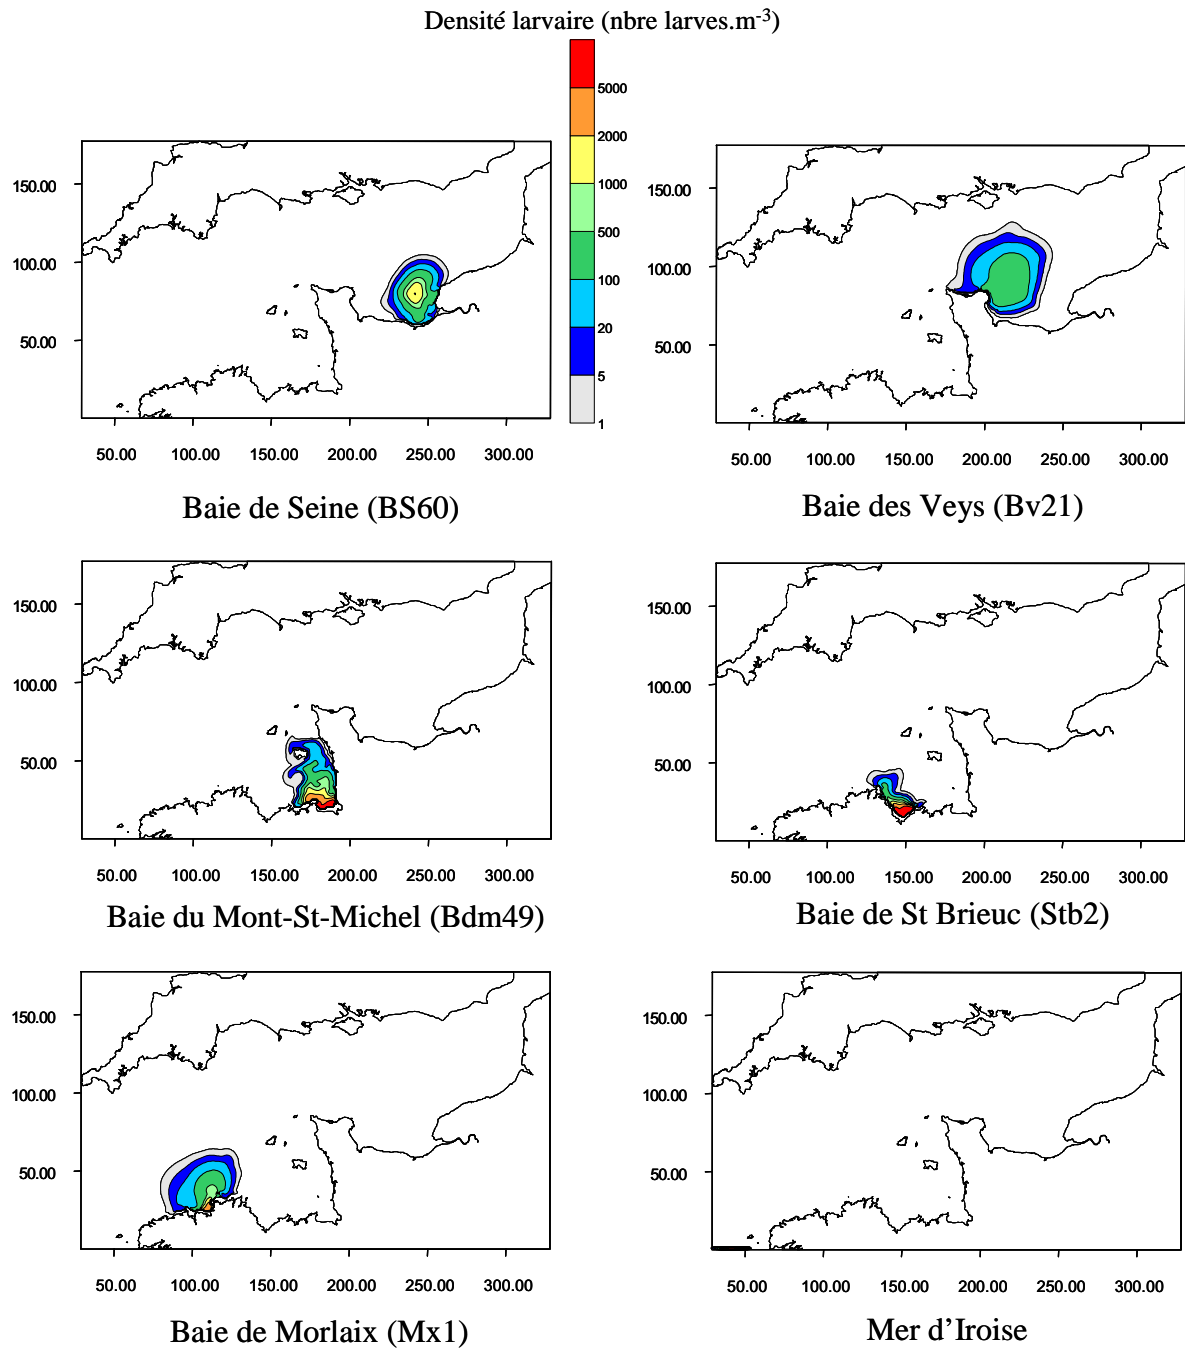 Densité larvaire (nbre larves.m-3)
5000
2000
1000
500
100
20
5
1
150.00
100.00
50.00
50.00 100.00 150.00 200.00 250.00 300.00
Baie de Seine (BS60)
150.00
100.00
50.00
50.00 100.00 150.00 200.00 250.00 300.00
Baie des Veys (Bv21)
150.00
100.00
50.00
50.00 100.00 150.00 200.00 250.00 300.00
Baie du Mont-St-Michel (Bdm49)
150.00
100.00
50.00
50.00 100.00 150.00 200.00 250.00 300.00
Baie de St Brieuc (Stb2)
150.00
100.00
50.00
50.00 100.00 150.00 200.00 250.00 300.00
Baie de Morlaix (Mx1)
150.00
100.00
50.00
50.00 100.00 150.00 200.00 250.00 300.00
Mer d'Iroise